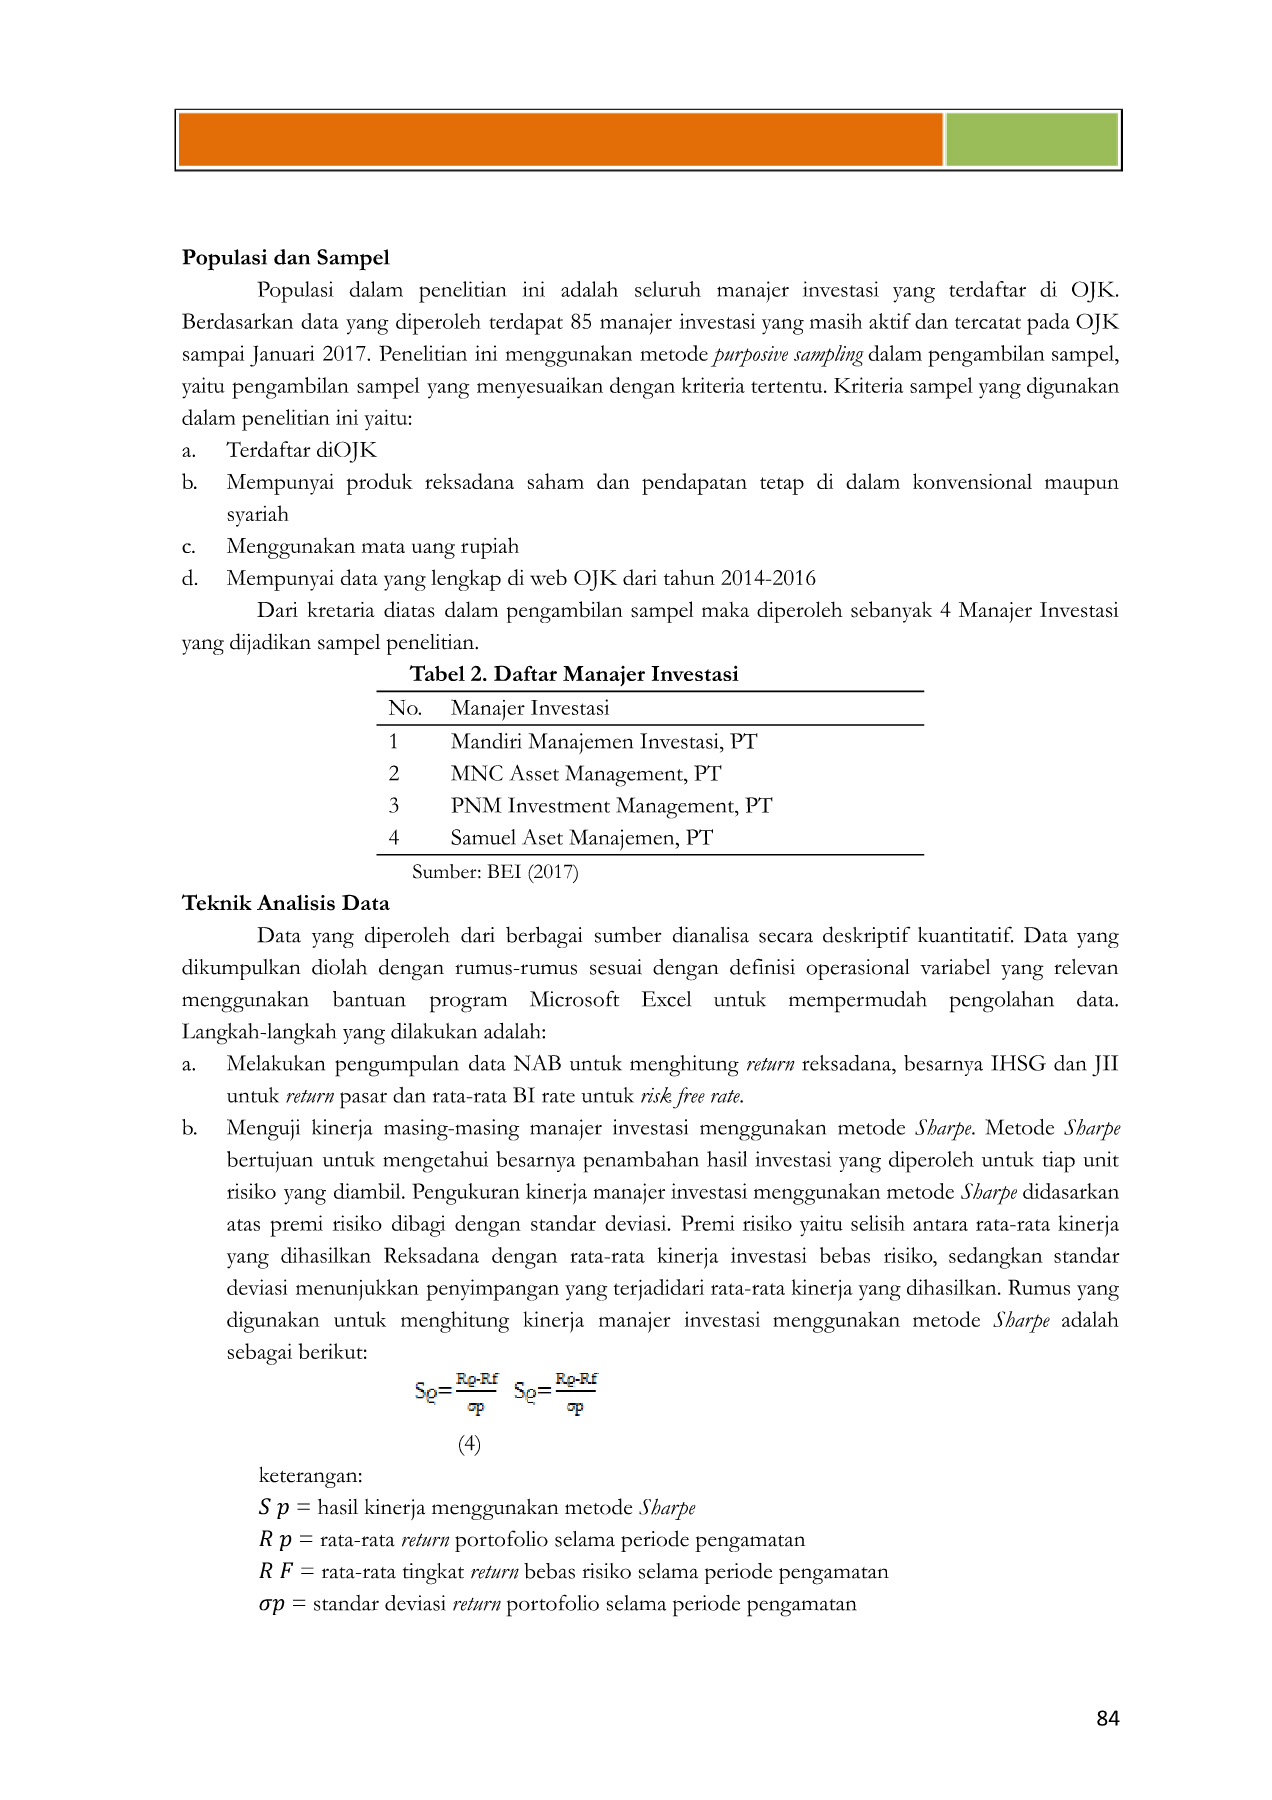 Populasi dan Sampel
Populasi dalam penelitian ini adalah seluruh manajer investasi yang terdaftar di OJK.
Berdasarkan data yang diperoleh terdapat 85 manajer investasi yang masih aktif dan tercatat pada OJK
sampai Januari 2017. Penelitian ini menggunakan metode purposive sampling dalam pengambilan sampel,
yaitu pengambilan sampel yang menyesuaikan dengan kriteria tertentu. Kriteria sampel yang digunakan
dalam penelitian ini yaitu:
a. Terdaftar diOJK
b. Mempunyai produk reksadana saham dan pendapatan tetap di dalam konvensional maupun
syariah
c. Menggunakan mata uang rupiah
d. Mempunyai data yang lengkap di web OJK dari tahun 2014-2016
Dari kretaria diatas dalam pengambilan sampel maka diperoleh sebanyak 4 Manajer Investasi
yang dijadikan sampel penelitian.
Tabel 2. Daftar Manajer Investasi
No. Manajer Investasi
1 Mandiri Manajemen Investasi, PT
2 MNC Asset Management, PT
3 PNM Investment Management, PT
4 Samuel Aset Manajemen, PT
Sumber: BEI (2017)
Teknik Analisis Data
Data yang diperoleh dari berbagai sumber dianalisa secara deskriptif kuantitatif. Data yang
dikumpulkan diolah dengan rumus-rumus sesuai dengan definisi operasional variabel yang relevan
menggunakan bantuan program Microsoft Excel untuk mempermudah pengolahan data.
Langkah-langkah yang dilakukan adalah:
a. Melakukan pengumpulan data NAB untuk menghitung return reksadana, besarnya IHSG dan JII
untuk return pasar dan rata-rata BI rate untuk risk free rate.
b. Menguji kinerja masing-masing manajer investasi menggunakan metode Sharpe. Metode Sharpe
bertujuan untuk mengetahui besarnya penambahan hasil investasi yang diperoleh untuk tiap unit
risiko yang diambil. Pengukuran kinerja manajer investasi menggunakan metode Sharpe didasarkan
atas premi risiko dibagi dengan standar deviasi. Premi risiko yaitu selisih antara rata-rata kinerja
yang dihasilkan Reksadana dengan rata-rata kinerja investasi bebas risiko, sedangkan standar
deviasi menunjukkan penyimpangan yang terjadidari rata-rata kinerja yang dihasilkan. Rumus yang
digunakan untuk menghitung kinerja manajer investasi menggunakan metode Sharpe adalah
sebagai berikut:
Sϱ=Rϱ-Rf/σp Sϱ=Rϱ-Rf/σp
(4)
keterangan:
S p = hasil kinerja menggunakan metode Sharpe
R p = rata-rata return portofolio selama periode pengamatan
R F = rata-rata tingkat return bebas risiko selama periode pengamatan
σp = standar deviasi return portofolio selama periode pengamatan
84